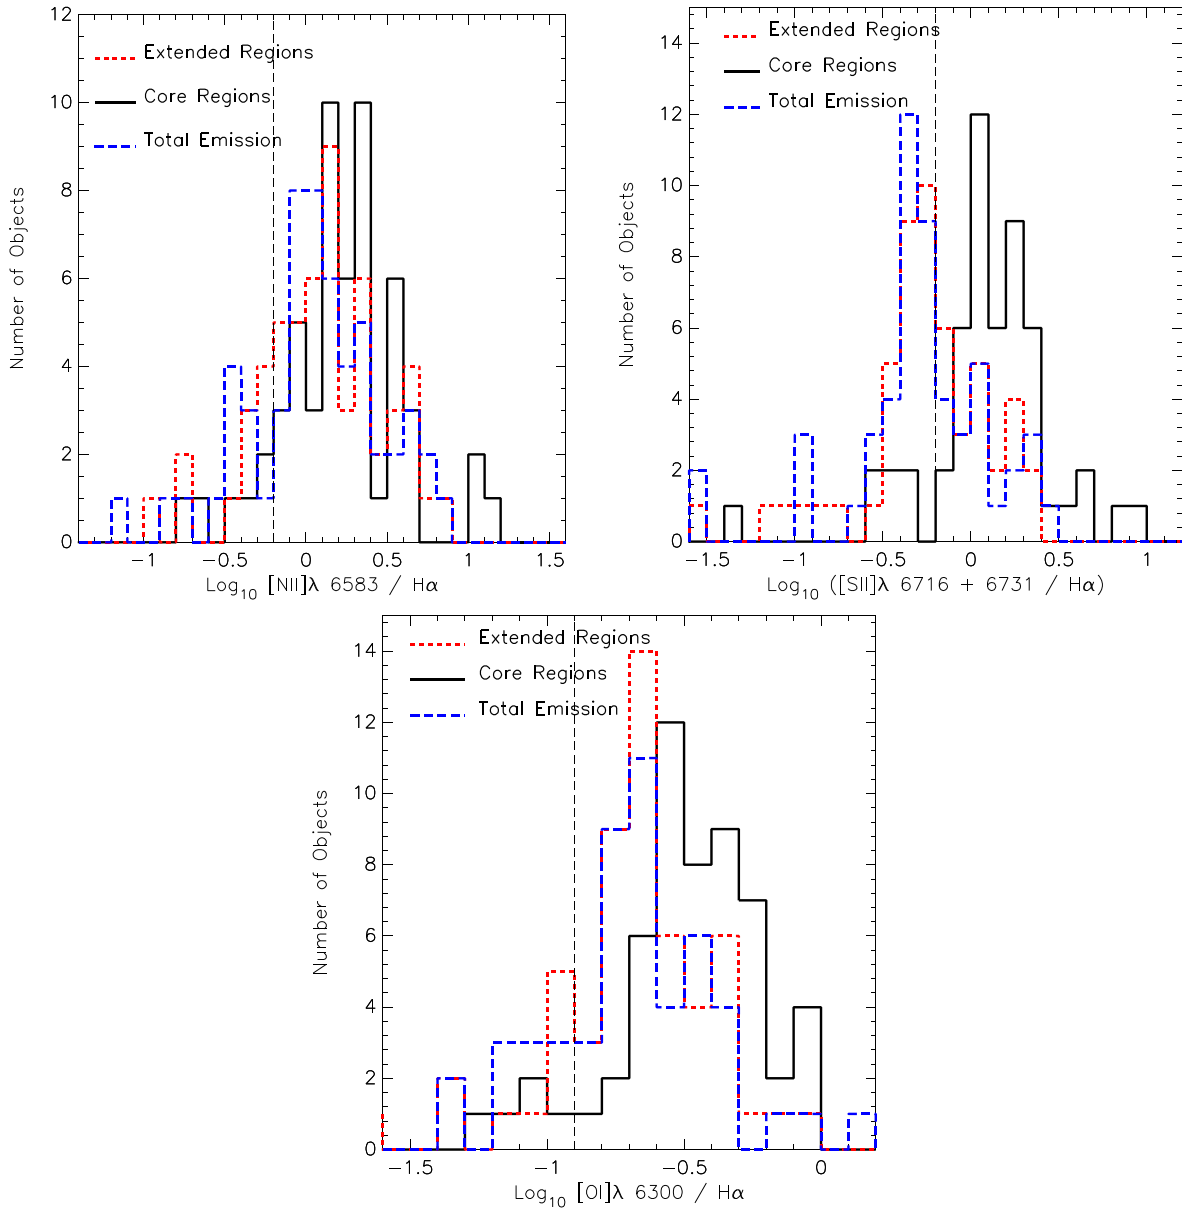 12
10
8
6
4
2
0
Number of Objects
Extended Regions
Core Regions
Total Emission
−1
−0.5
0
0.5
1
1.5
Log₁₀ [NII]λ 6583 / Hα
14
12
10
8
6
4
2
0
Number of Objects
Extended Regions
Core Regions
Total Emission
−1.5
−1
−0.5
0
0.5
1
Log₁₀ ([SII]λ 6716 + 6731 / Hα)
14
12
10
8
6
4
2
0
Number of Objects
Extended Regions
Core Regions
Total Emission
−1.5
−1
−0.5
0
Log₁₀ [OI]λ 6300 / Hα